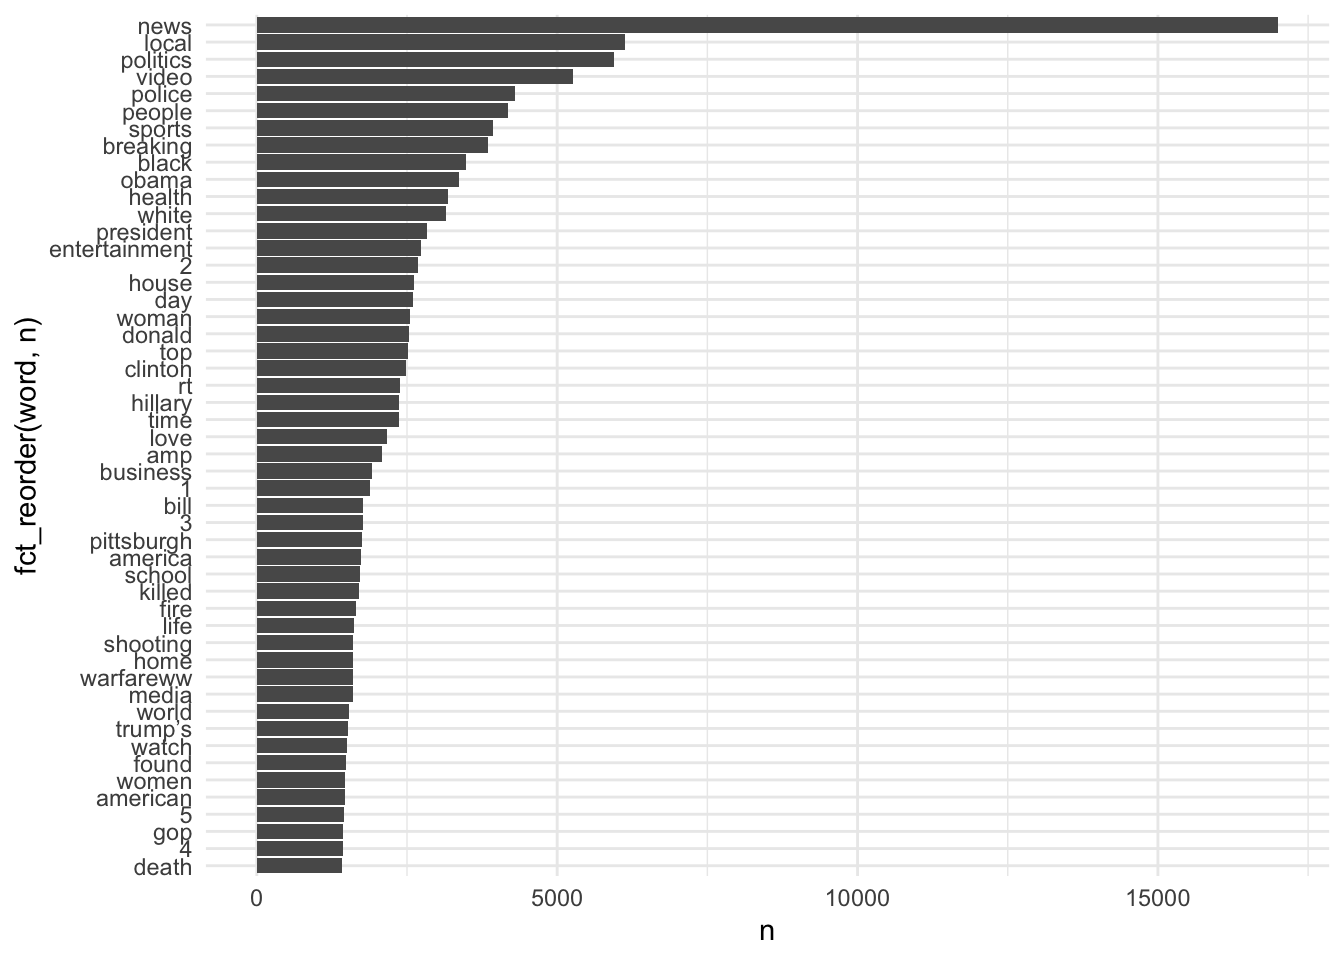 news
local
politics
video
police
people
sports
breaking
black
obama
health
white
president
entertainment
2
house
day
woman
donald
top
clinton
rt
hillary
time
love
amp
business
1
bill
3
pittsburgh
america
school
killed
fire
life
shooting
home
warfareww
media
world
trump’s
watch
found
women
american
5
gop
4
death
fct_reorder(word, n)
0 5000 10000 15000
n